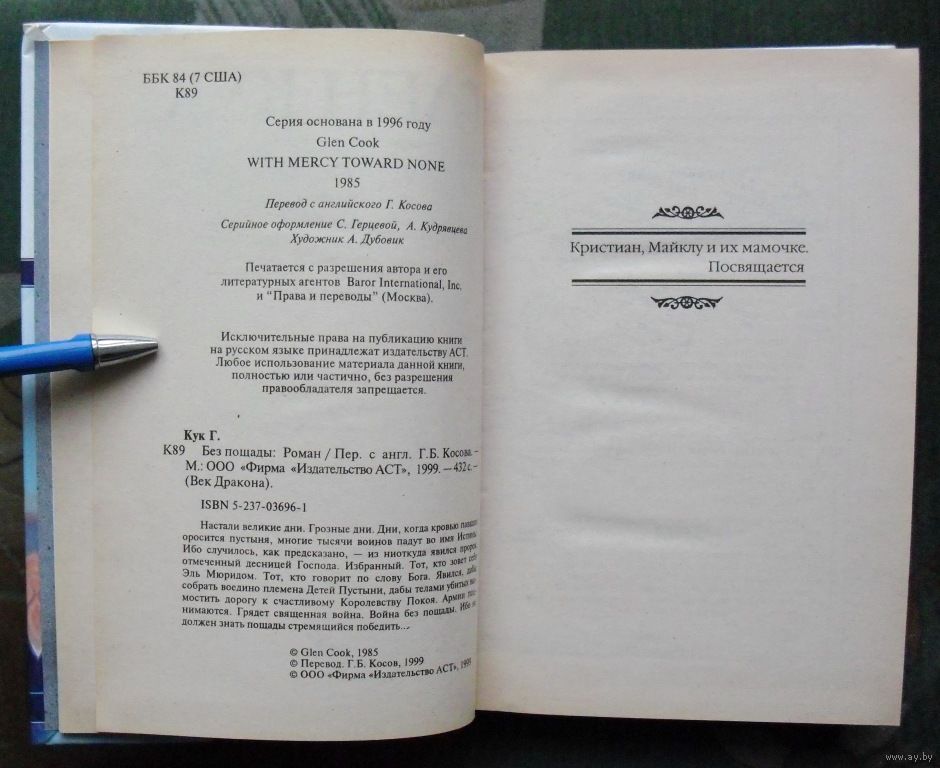 ББК 84 (7 США)
К89
Серия основана в 1996 году
Glen Cook
WITH MERCY TOWARD NONE
1985
Перевод с английского Г. Косова
Серийное оформление С. Герцевой, А. Кудрявцева
Художник А. Дубовик
Печатается с разрешения автора и его
литературных агентов Baror International, Inc.
и "Права и переводы" (Москва).
Исключительные права на публикацию книги
на русском языке принадлежат издательству АСТ.
Любое использование материала данной книги,
полностью или частично, без разрешения
правообладателя запрещается.
Кук Г.
К89 Без пощады: Роман / Пер. с англ. Г.Б. Косова. –
М.: ООО «Фирма «Издательство АСТ», 1999. – 432 с. –
(Век Дракона).
ISBN 5-237-03696-1
Настали великие дни. Грозные дни. Дни, когда кровью
оросится пустыня, многие тысячи воинов падут во имя
Ибо случилось, как предсказано, — из ниоткуда явился пророк,
отмеченный десницей Господа. Избранный. Тот, кто зовет себя
Эль Мюридом. Тот, кто говорит по слову Бога. Явился, дабы
собрать воедино племена Детей Пустыни, дабы телами убитых
мостить дорогу к счастливому Королевству Покоя. Армии
нимаются. Грядет священная война. Война без пощады. Ибо не
должен знать пощады стремящийся победить...
© Glen Cook, 1985
© Перевод. Г.Б. Косов, 1999
© ООО «Фирма «Издательство АСТ», 1999
Кристиан, Майклу и их мамочке.
Посвящается
www.ay.by